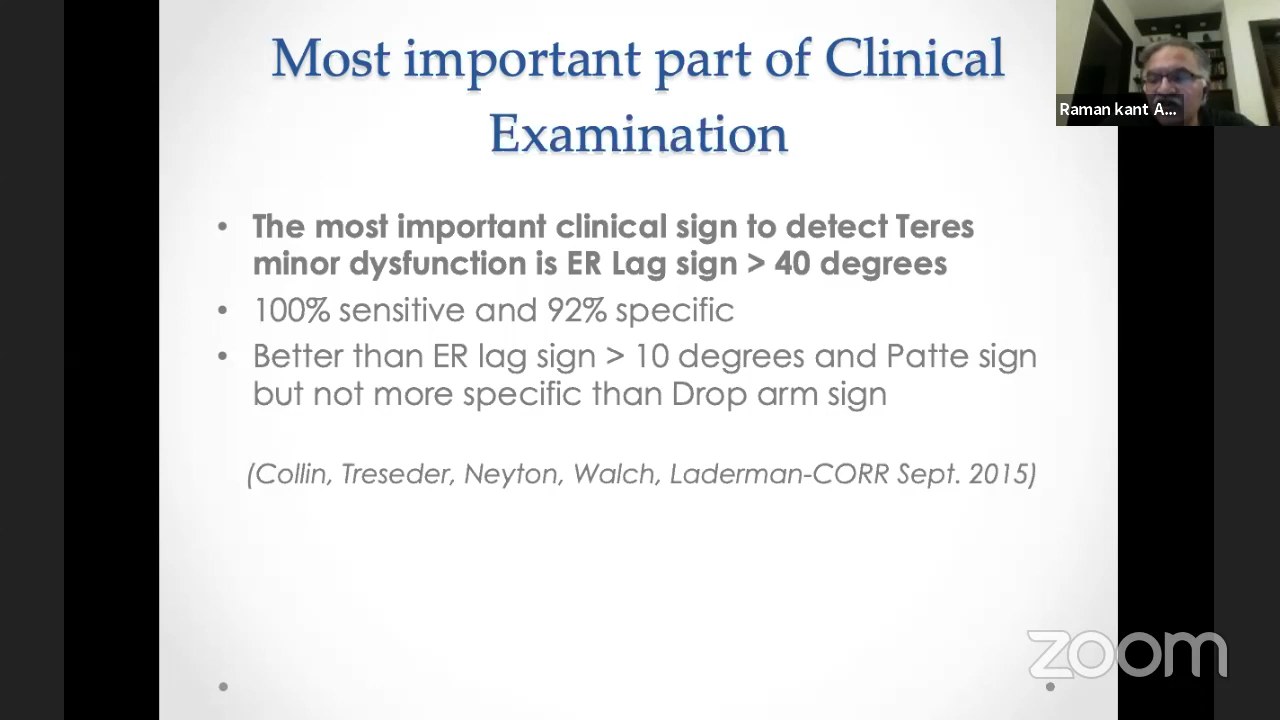 Most important part of Clinical
Examination
Raman kant A...
• The most important clinical sign to detect Teres
minor dysfunction is ER Lag sign > 40 degrees
• 100% sensitive and 92% specific
• Better than ER lag sign > 10 degrees and Patte sign
but not more specific than Drop arm sign
(Collin, Treseder, Neyton, Walch, Laderman-CORR Sept. 2015)
zoom